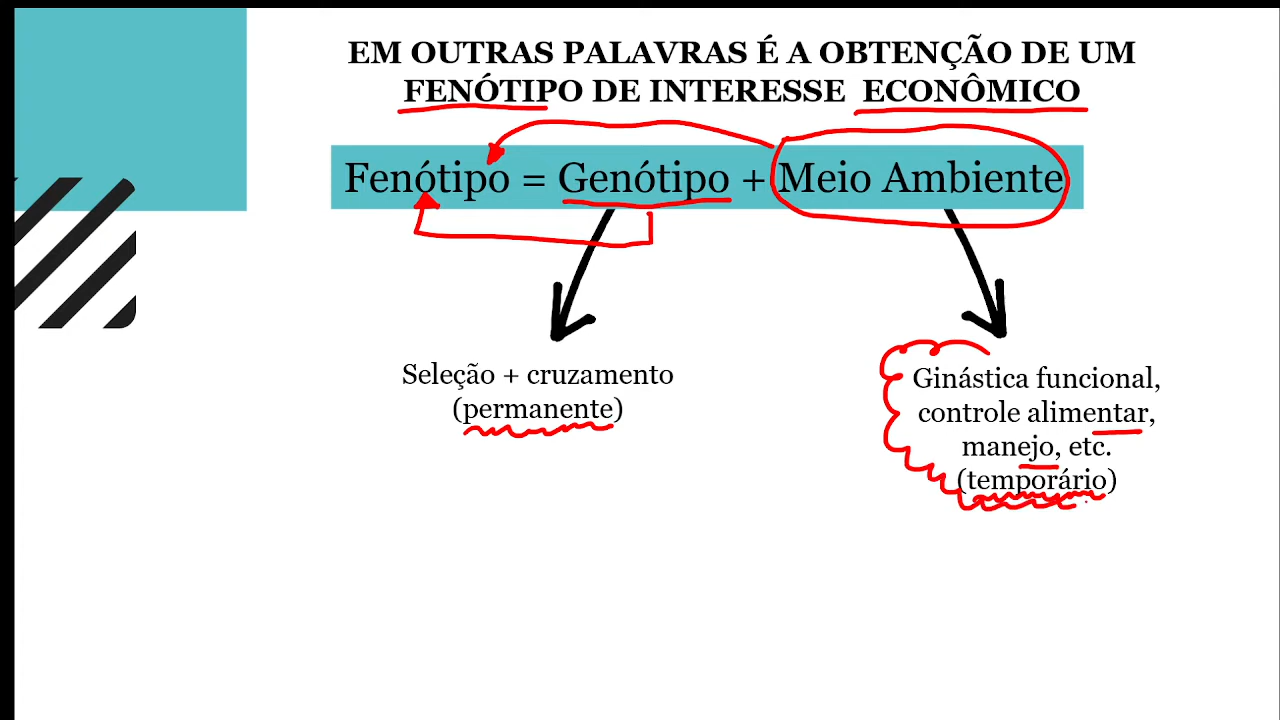 EM OUTRAS PALAVRAS É A OBTENÇÃO DE UM
FENÓTIPO DE INTERESSE ECONÔMICO
Fenótipo = Genótipo + Meio Ambiente
Seleção + cruzamento
(permanente)
Ginástica funcional,
controle alimentar,
manejo, etc.
(temporário)